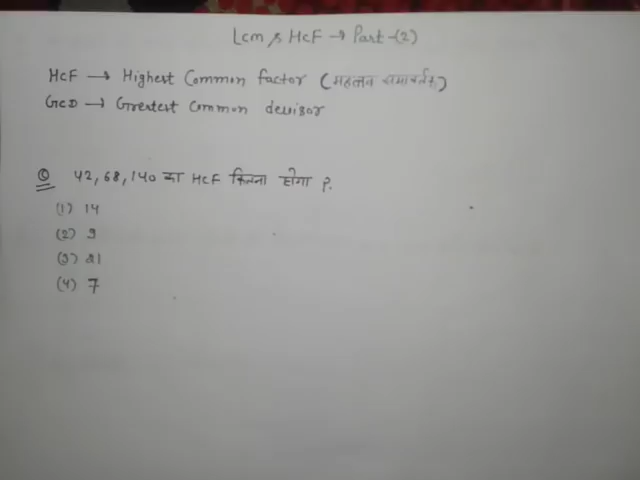 Lcm & HCF → Part-(2)
HCF → Highest Common factor (महत्तम समापवर्तक)
GCD → Greatest Common devisor
Q 42, 68, 140 का HCF कितना होगा ?
(1) 14
(2) 9
(3) 21
(4) 7